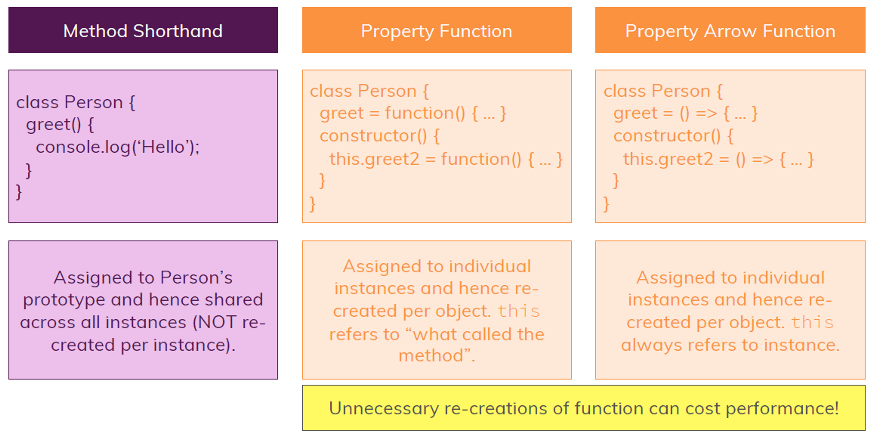 Method Shorthand
Property Function
Property Arrow Function
class Person {
greet() {
console.log(‘Hello’);
}
}
class Person {
greet = function() { … }
constructor() {
this.greet2 = function() { … }
}
}
class Person {
greet = () => { … }
constructor() {
this.greet2 = () => { … }
}
}
Assigned to Person’s
prototype and hence shared
across all instances (NOT re-
created per instance).
Assigned to individual
instances and hence re-
created per object. this
refers to “what called the
method”.
Assigned to individual
instances and hence re-
created per object. this
always refers to instance.
Unnecessary re-creations of function can cost performance!